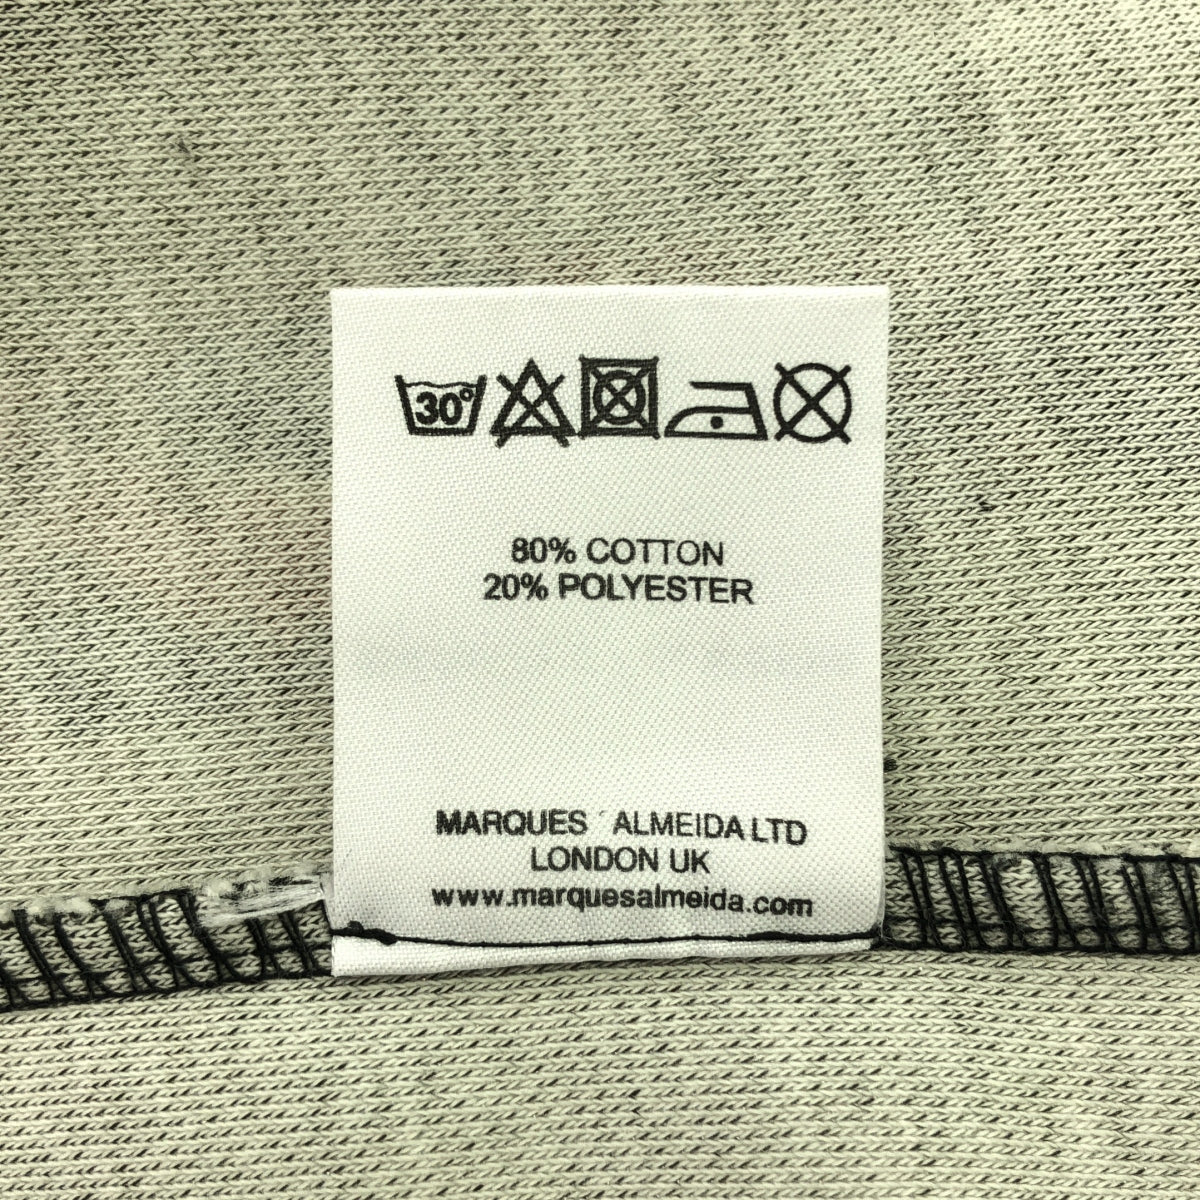 30°
80% COTTON
20% POLYESTER
MARQUES ´ALMEIDA LTD
LONDON UK
www.marquesalmeida.com